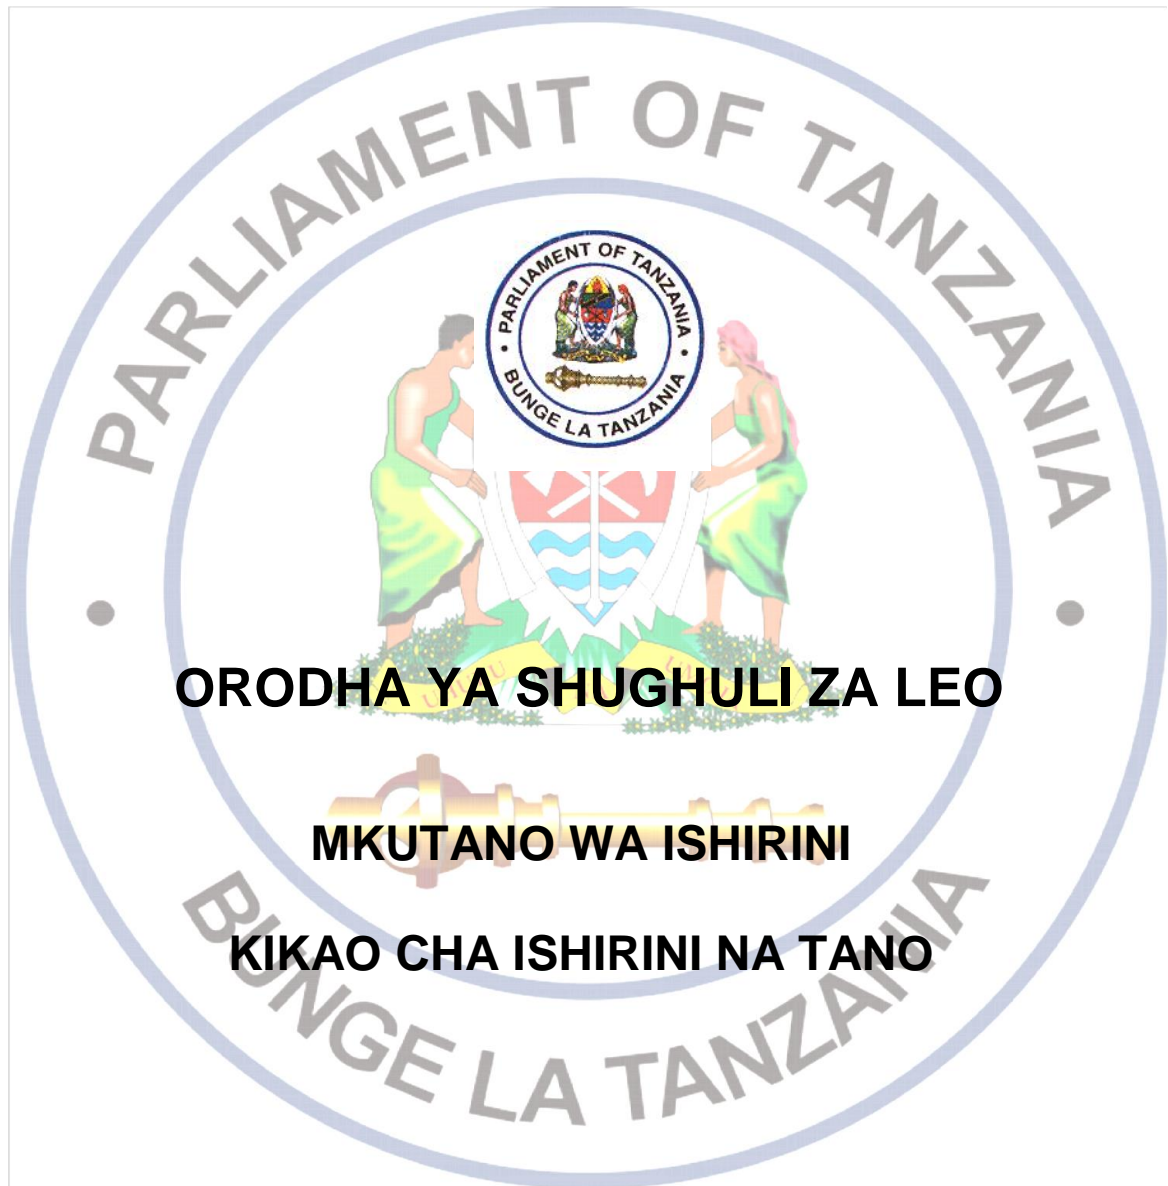 PARLIAMENT OF TANZANIA
PARLIAMENT OF TANZANIA
BUNGE LA TANZANIA
ORODHA YA SHUGHULI ZA LEO
MKUTANO WA ISHIRINI
KIKAO CHA ISHIRINI NA TANO
BUNGE LA TANZANIA